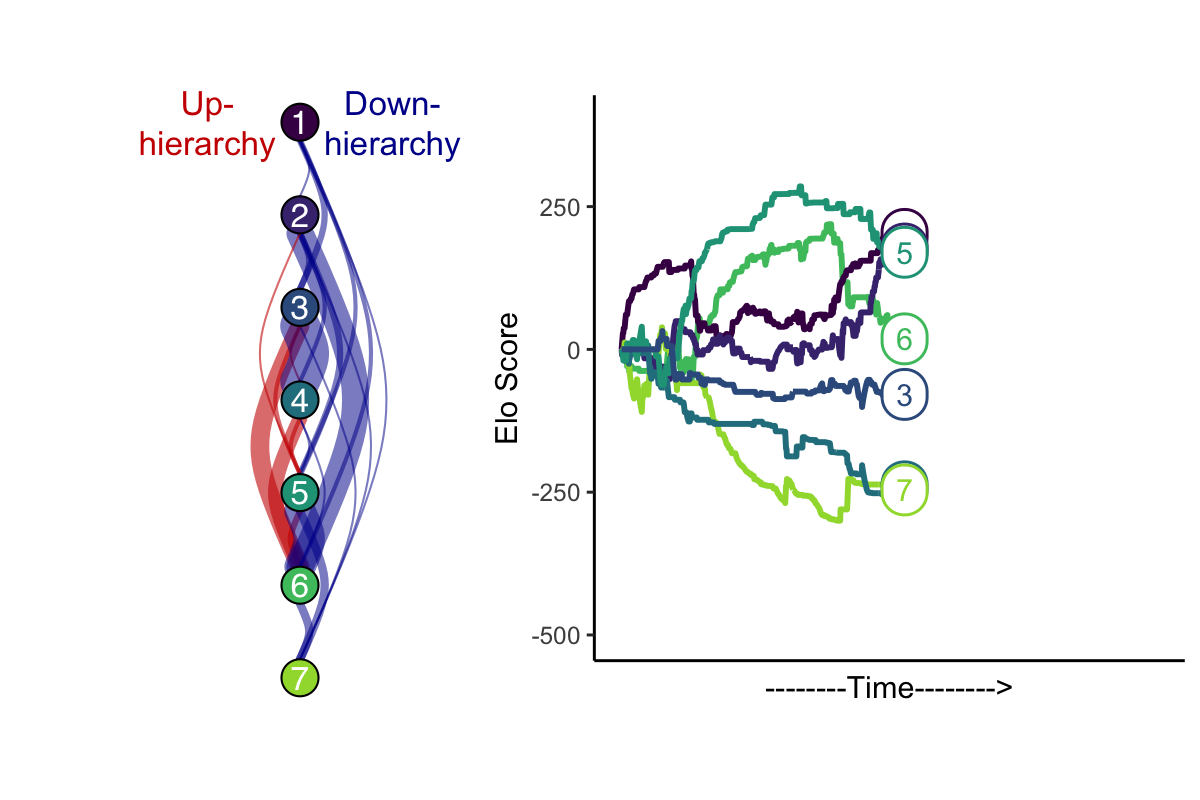 Up-
hierarchy
Down-
hierarchy
1
2
3
4
5
6
7
Elo Score
250
0
-250
-500
5
6
3
7
--------Time-------->